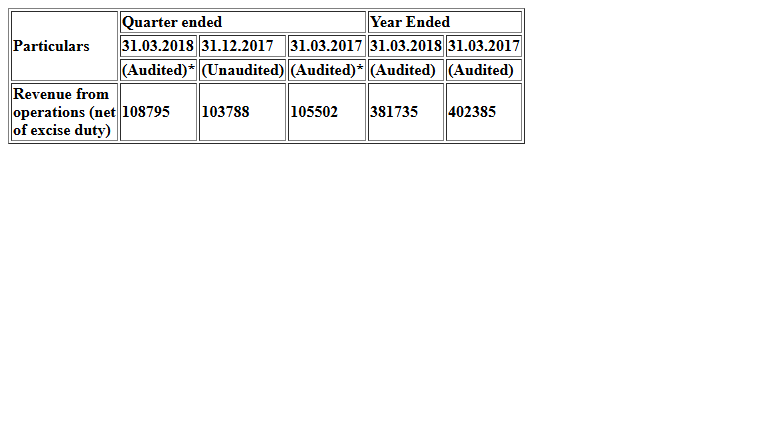 Particulars
Quarter ended
Year Ended
31.03.2018 31.12.2017 31.03.2017 31.03.2018 31.03.2017
(Audited)* (Unaudited) (Audited)* (Audited) (Audited)
Revenue from
operations (net
of excise duty)
108795 103788 105502 381735 402385